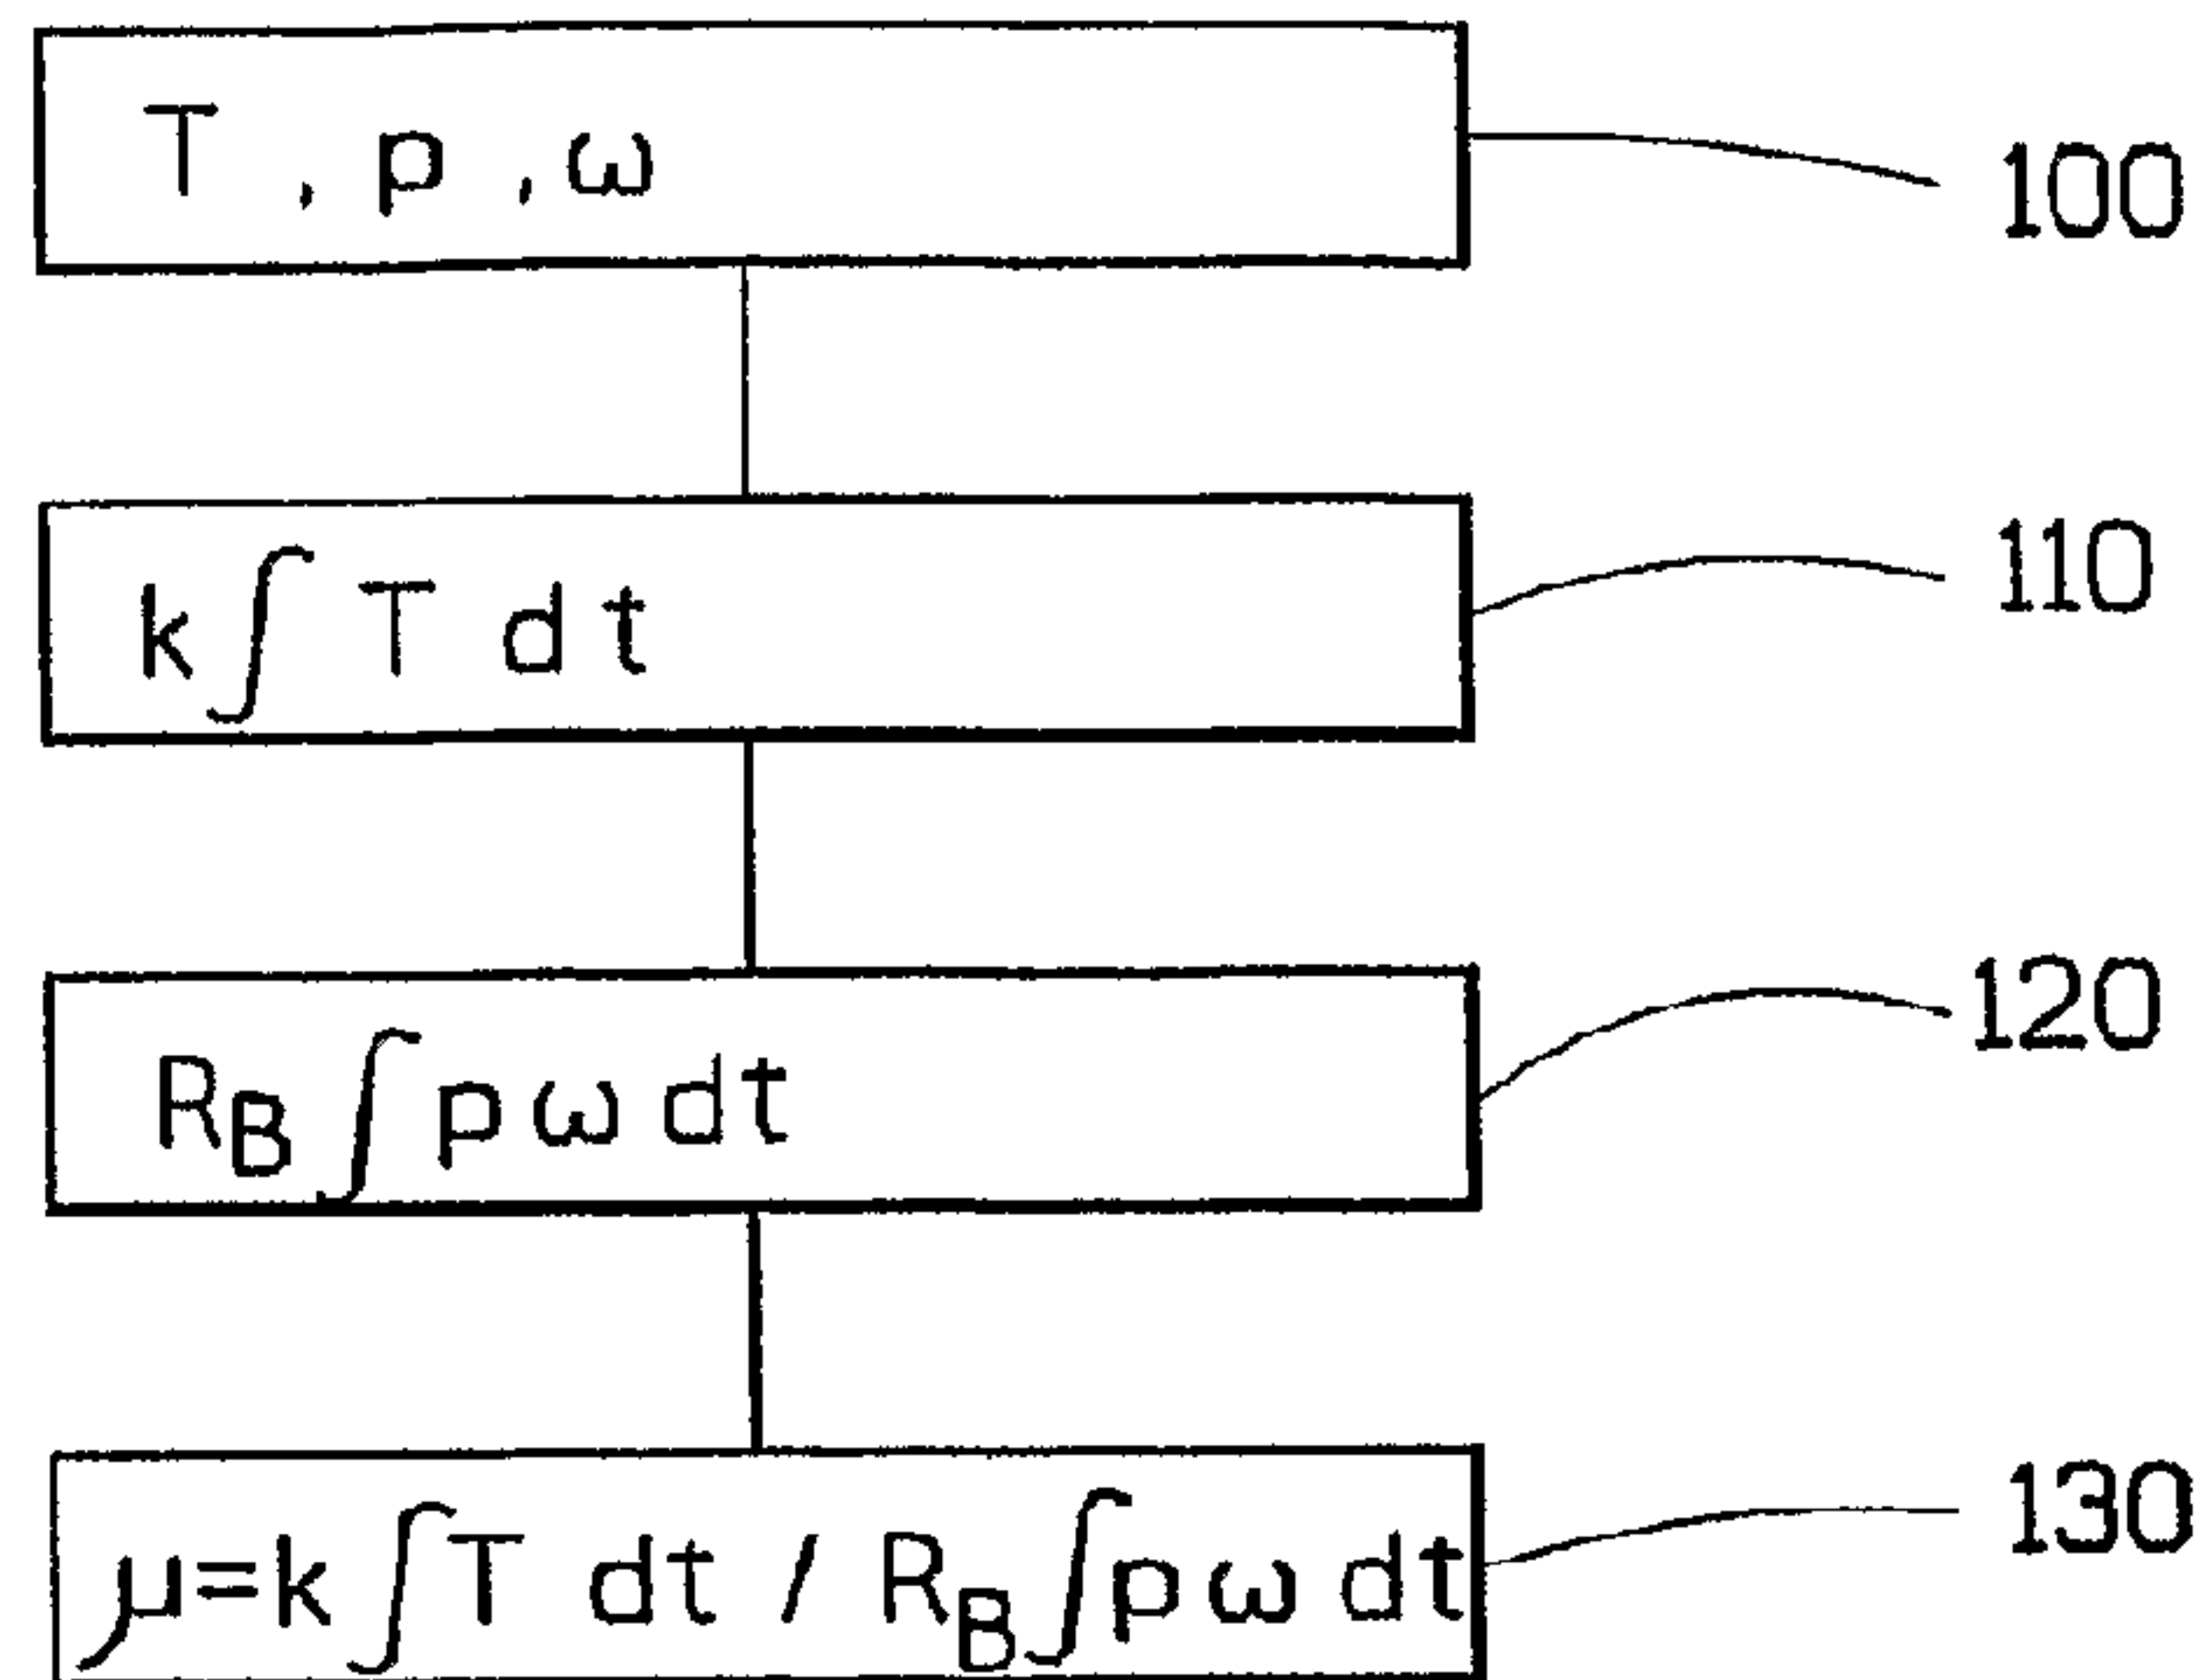 T , p , ω
100
k∫ T dt
110
R_B ∫ p ω dt
120
μ=k ∫T dt / R_B ∫p ω dt
130